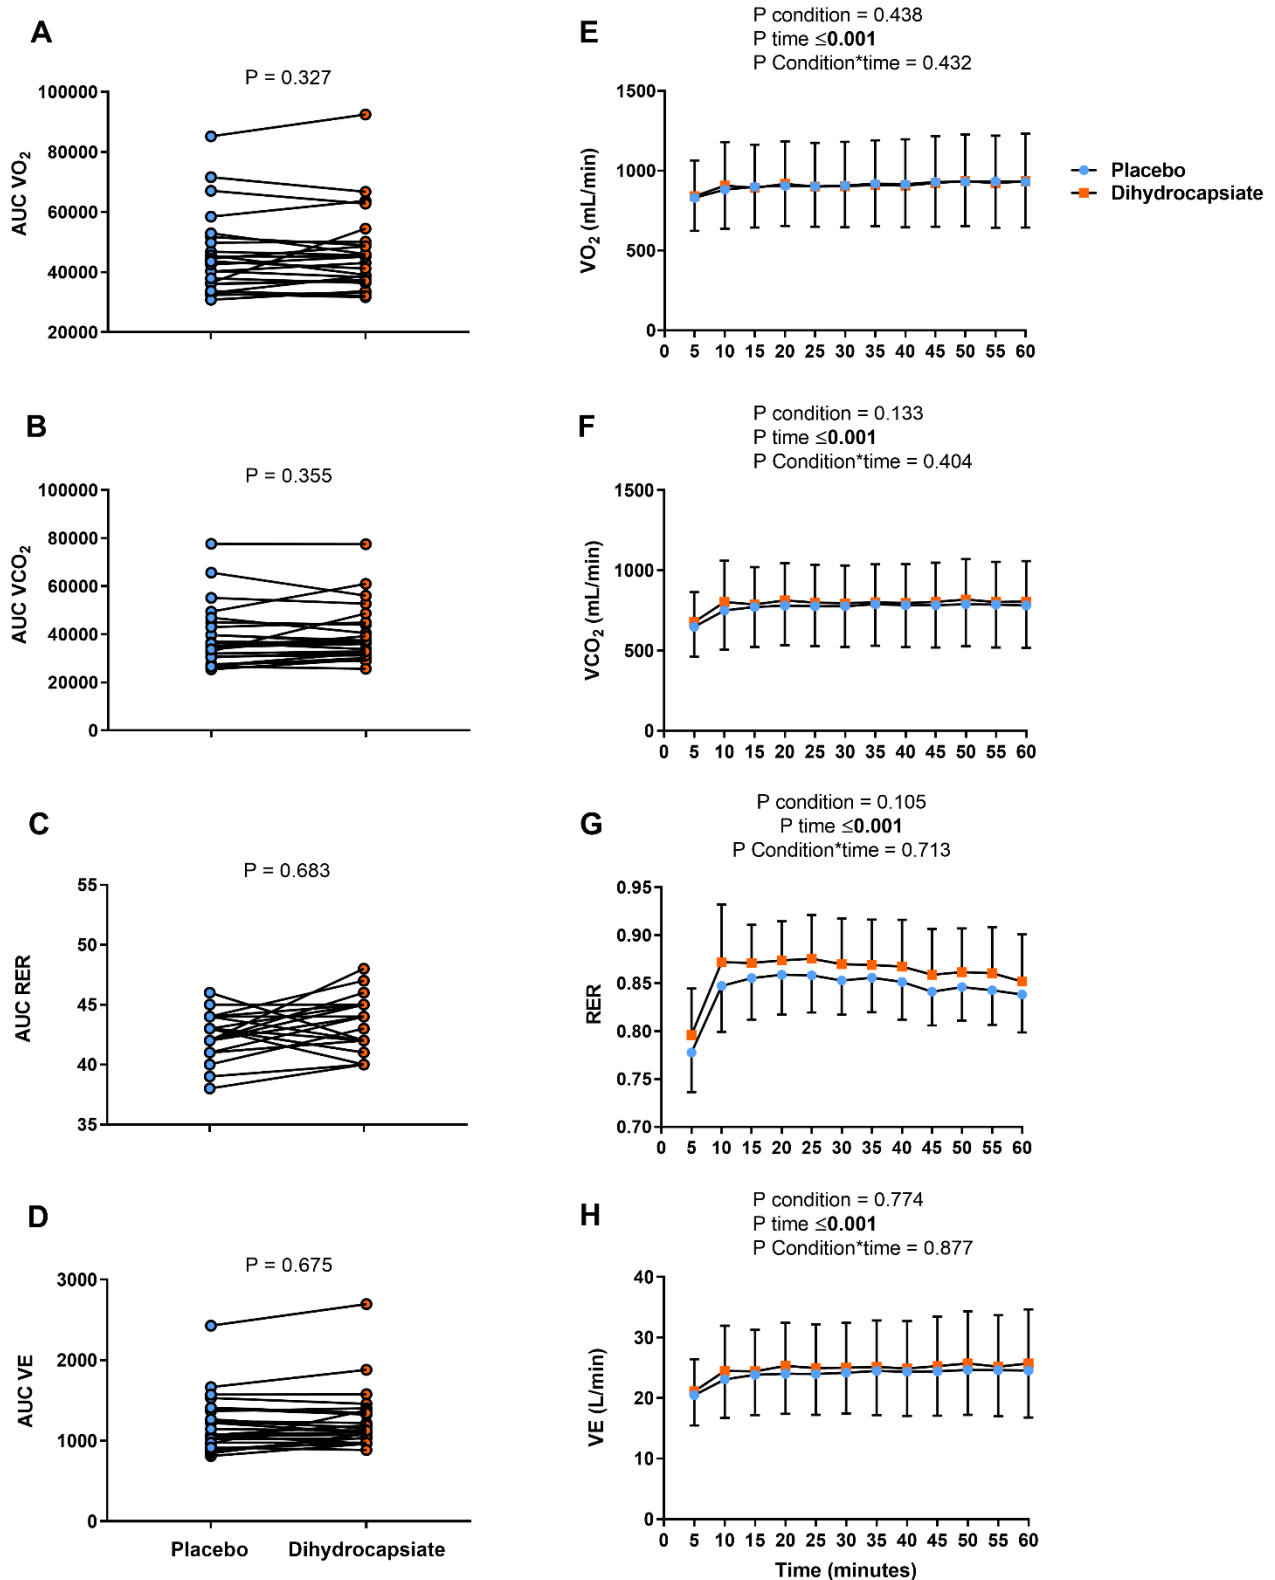 A
P = 0.327
AUC VO2
100000
80000
60000
40000
20000
E
P condition = 0.438
P time ≤0.001
P Condition*time = 0.432
VO2 (mL/min)
1500
1000
500
0
0 5 10 15 20 25 30 35 40 45 50 55 60
Placebo
Dihydrocapsiate
B
P = 0.355
AUC VCO2
100000
80000
60000
40000
20000
0
F
P condition = 0.133
P time ≤0.001
P Condition*time = 0.404
VCO2 (mL/min)
1500
1000
500
0
0 5 10 15 20 25 30 35 40 45 50 55 60
C
P = 0.683
AUC RER
55
50
45
40
35
G
P condition = 0.105
P time ≤0.001
P Condition*time = 0.713
RER
0.95
0.90
0.85
0.80
0.75
0.70
0 5 10 15 20 25 30 35 40 45 50 55 60
D
P = 0.675
AUC VE
3000
2000
1000
0
Placebo Dihydrocapsiate
H
P condition = 0.774
P time ≤0.001
P Condition*time = 0.877
VE (L/min)
40
30
20
10
0
0 5 10 15 20 25 30 35 40 45 50 55 60
Time (minutes)